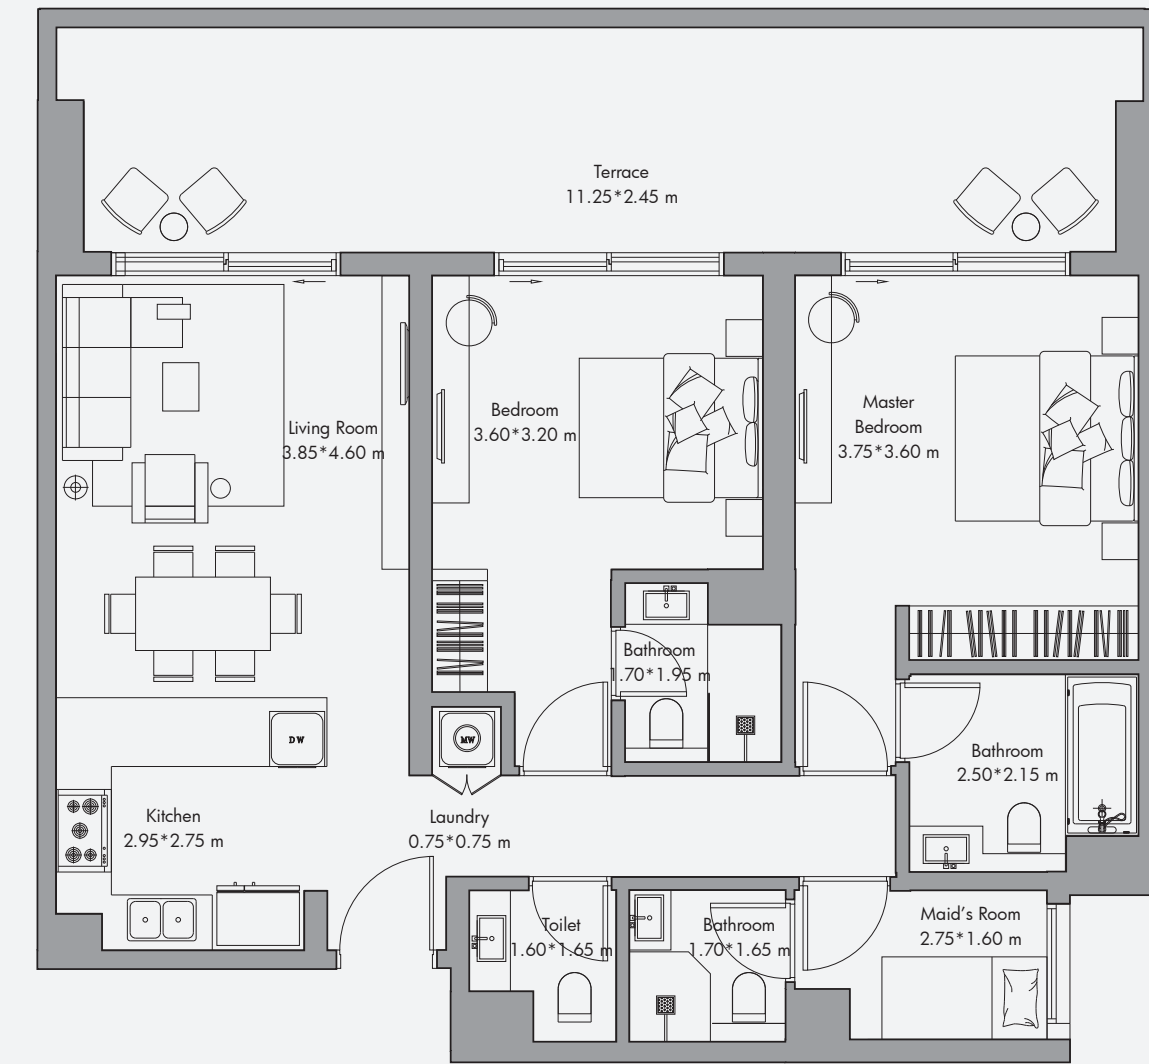 Terrace
11.25*2.45 m
Living Room
3.85*4.60 m
Bedroom
3.60*3.20 m
Master
Bedroom
3.75*3.60 m
Bathroom
1.70*1.95 m
DW
MW
Bathroom
2.50*2.15 m
Kitchen
2.95*2.75 m
Laundry
0.75*0.75 m
Toilet
1.60*1.65 m
Bathroom
1.70*1.65 m
Maid's Room
2.75*1.60 m